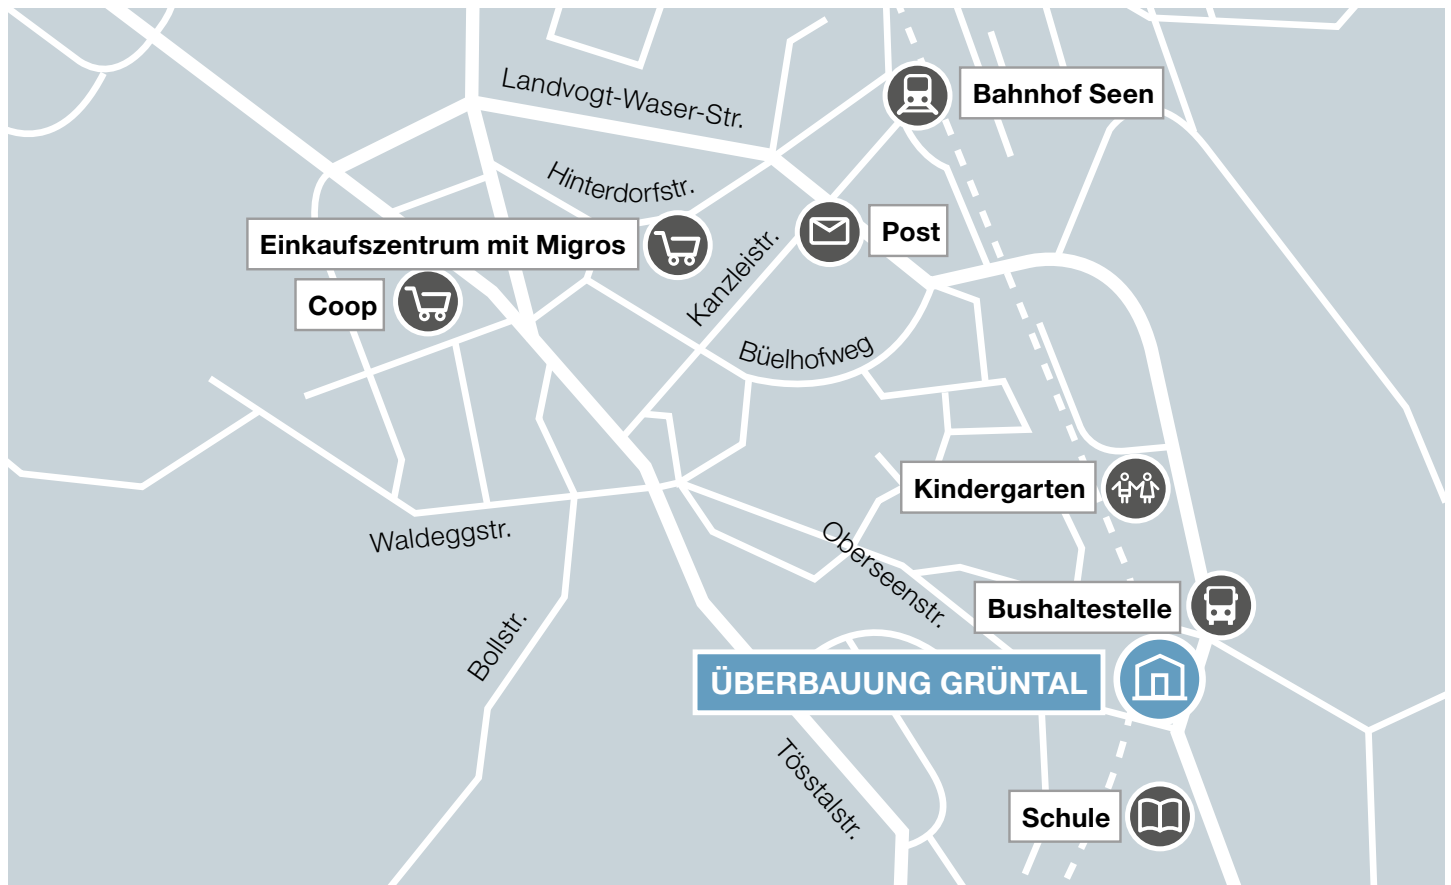 Landvogt-Waser-Str.
Bahnhof Seen
Hinterdorfstr.
Einkaufszentrum mit Migros
Post
Kanzleistr.
Coop
Büelhofweg
Kindergarten
Waldeggstr.
Oberseenstr.
Bushaltestelle
Bollstr.
ÜBERBAUUNG GRÜNTAL
Tösstalstr.
Schule